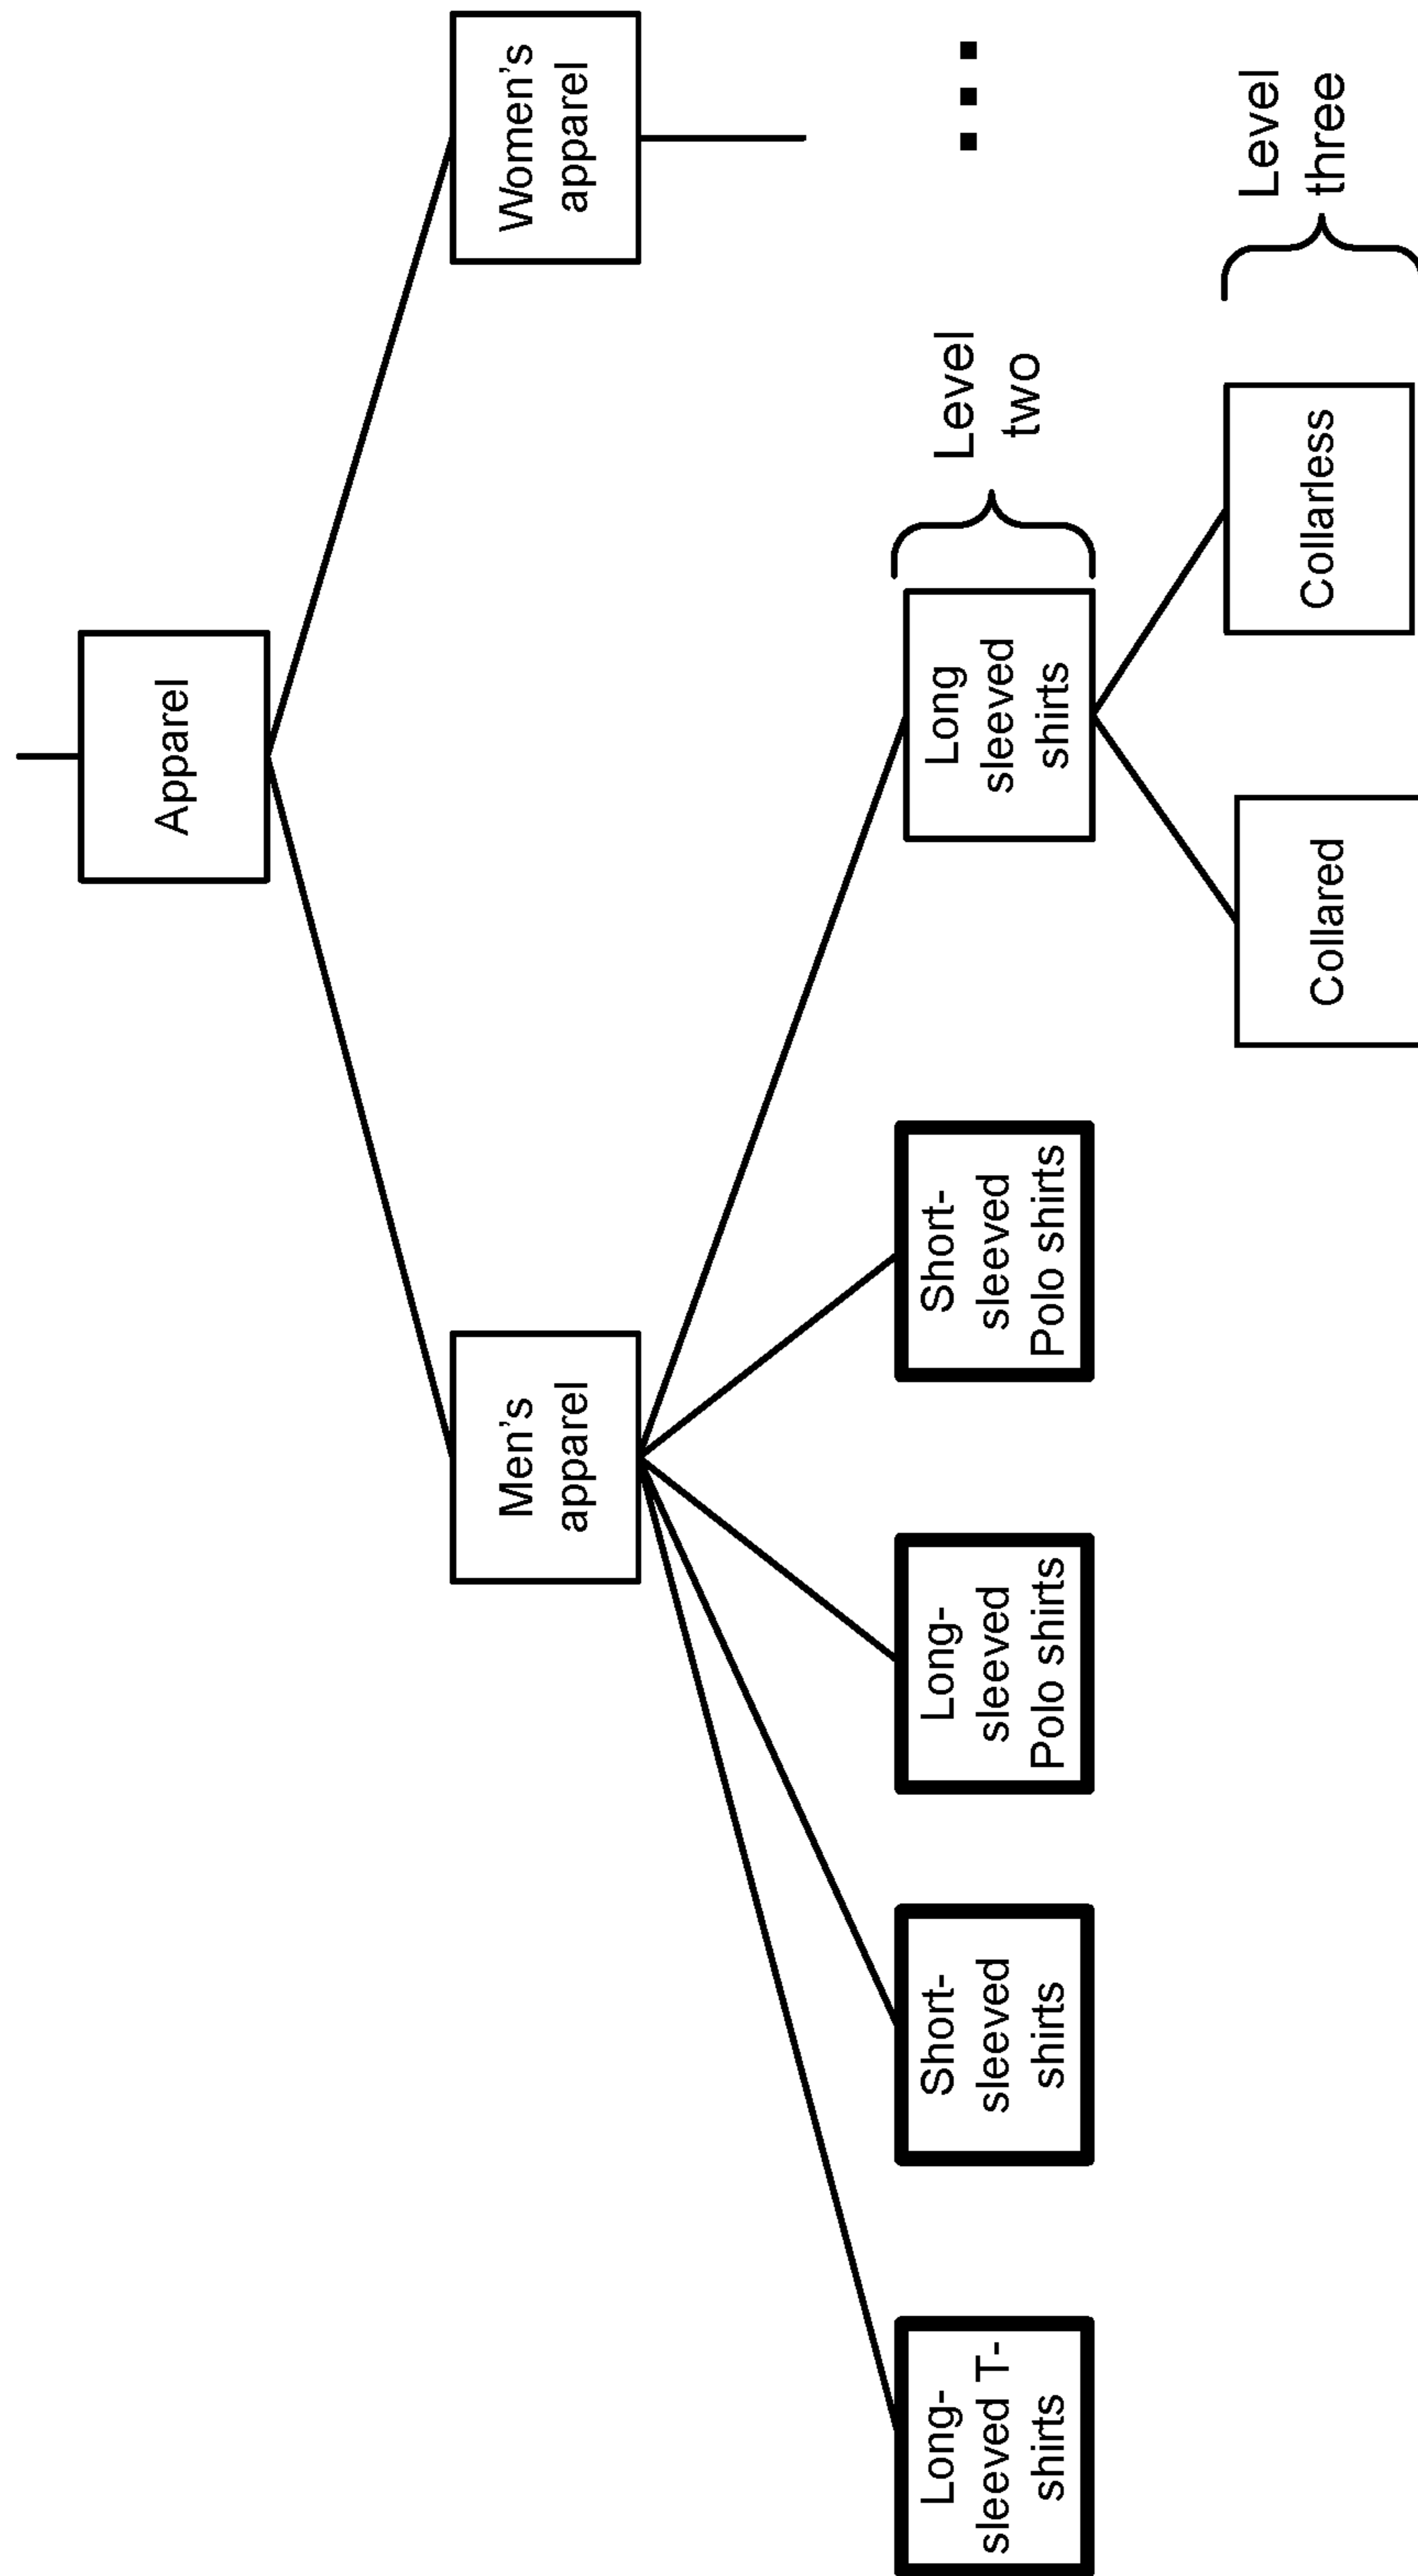 Apparel
Men's
apparel
Women's
apparel
Long-
sleeved T-
shirts
Short-
sleeved
shirts
Long-
sleeved
Polo shirts
Short-
sleeved
Polo shirts
Long
sleeved
shirts
Level
two
Collared
Collarless
Level
three